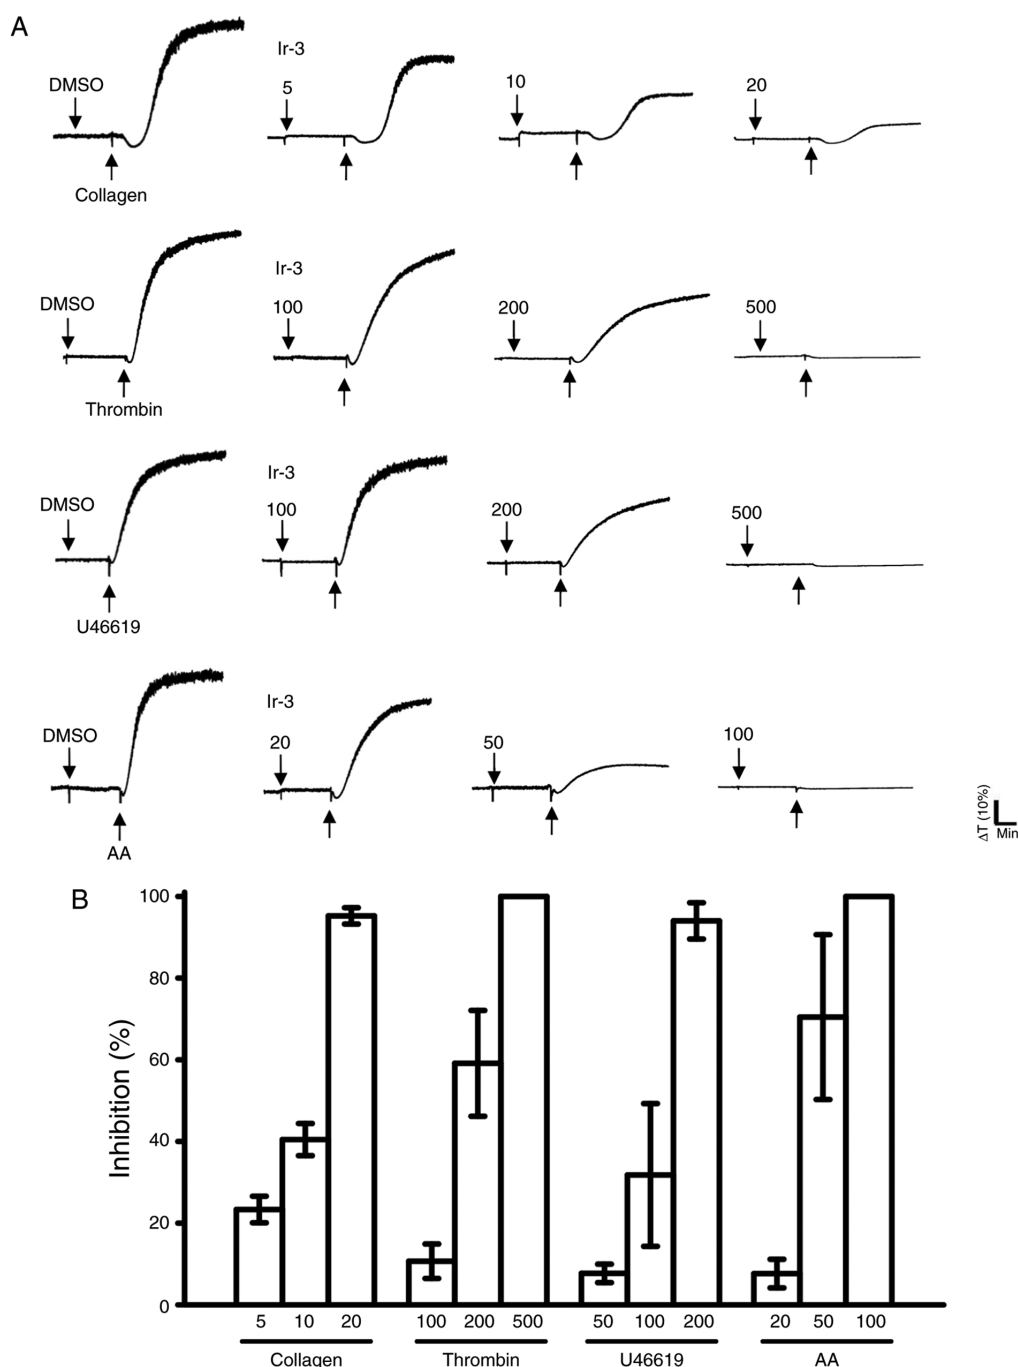 A
DMSO
Collagen
Ir-3
5
10
20
DMSO
Thrombin
Ir-3
100
200
500
DMSO
U46619
Ir-3
100
200
500
DMSO
AA
Ir-3
20
50
100
ΔT (10%)
Min
B
Inhibition (%)
100
80
60
40
20
0
5 10 20 100 200 500 50 100 200 20 50 100
Collagen Thrombin U46619 AA